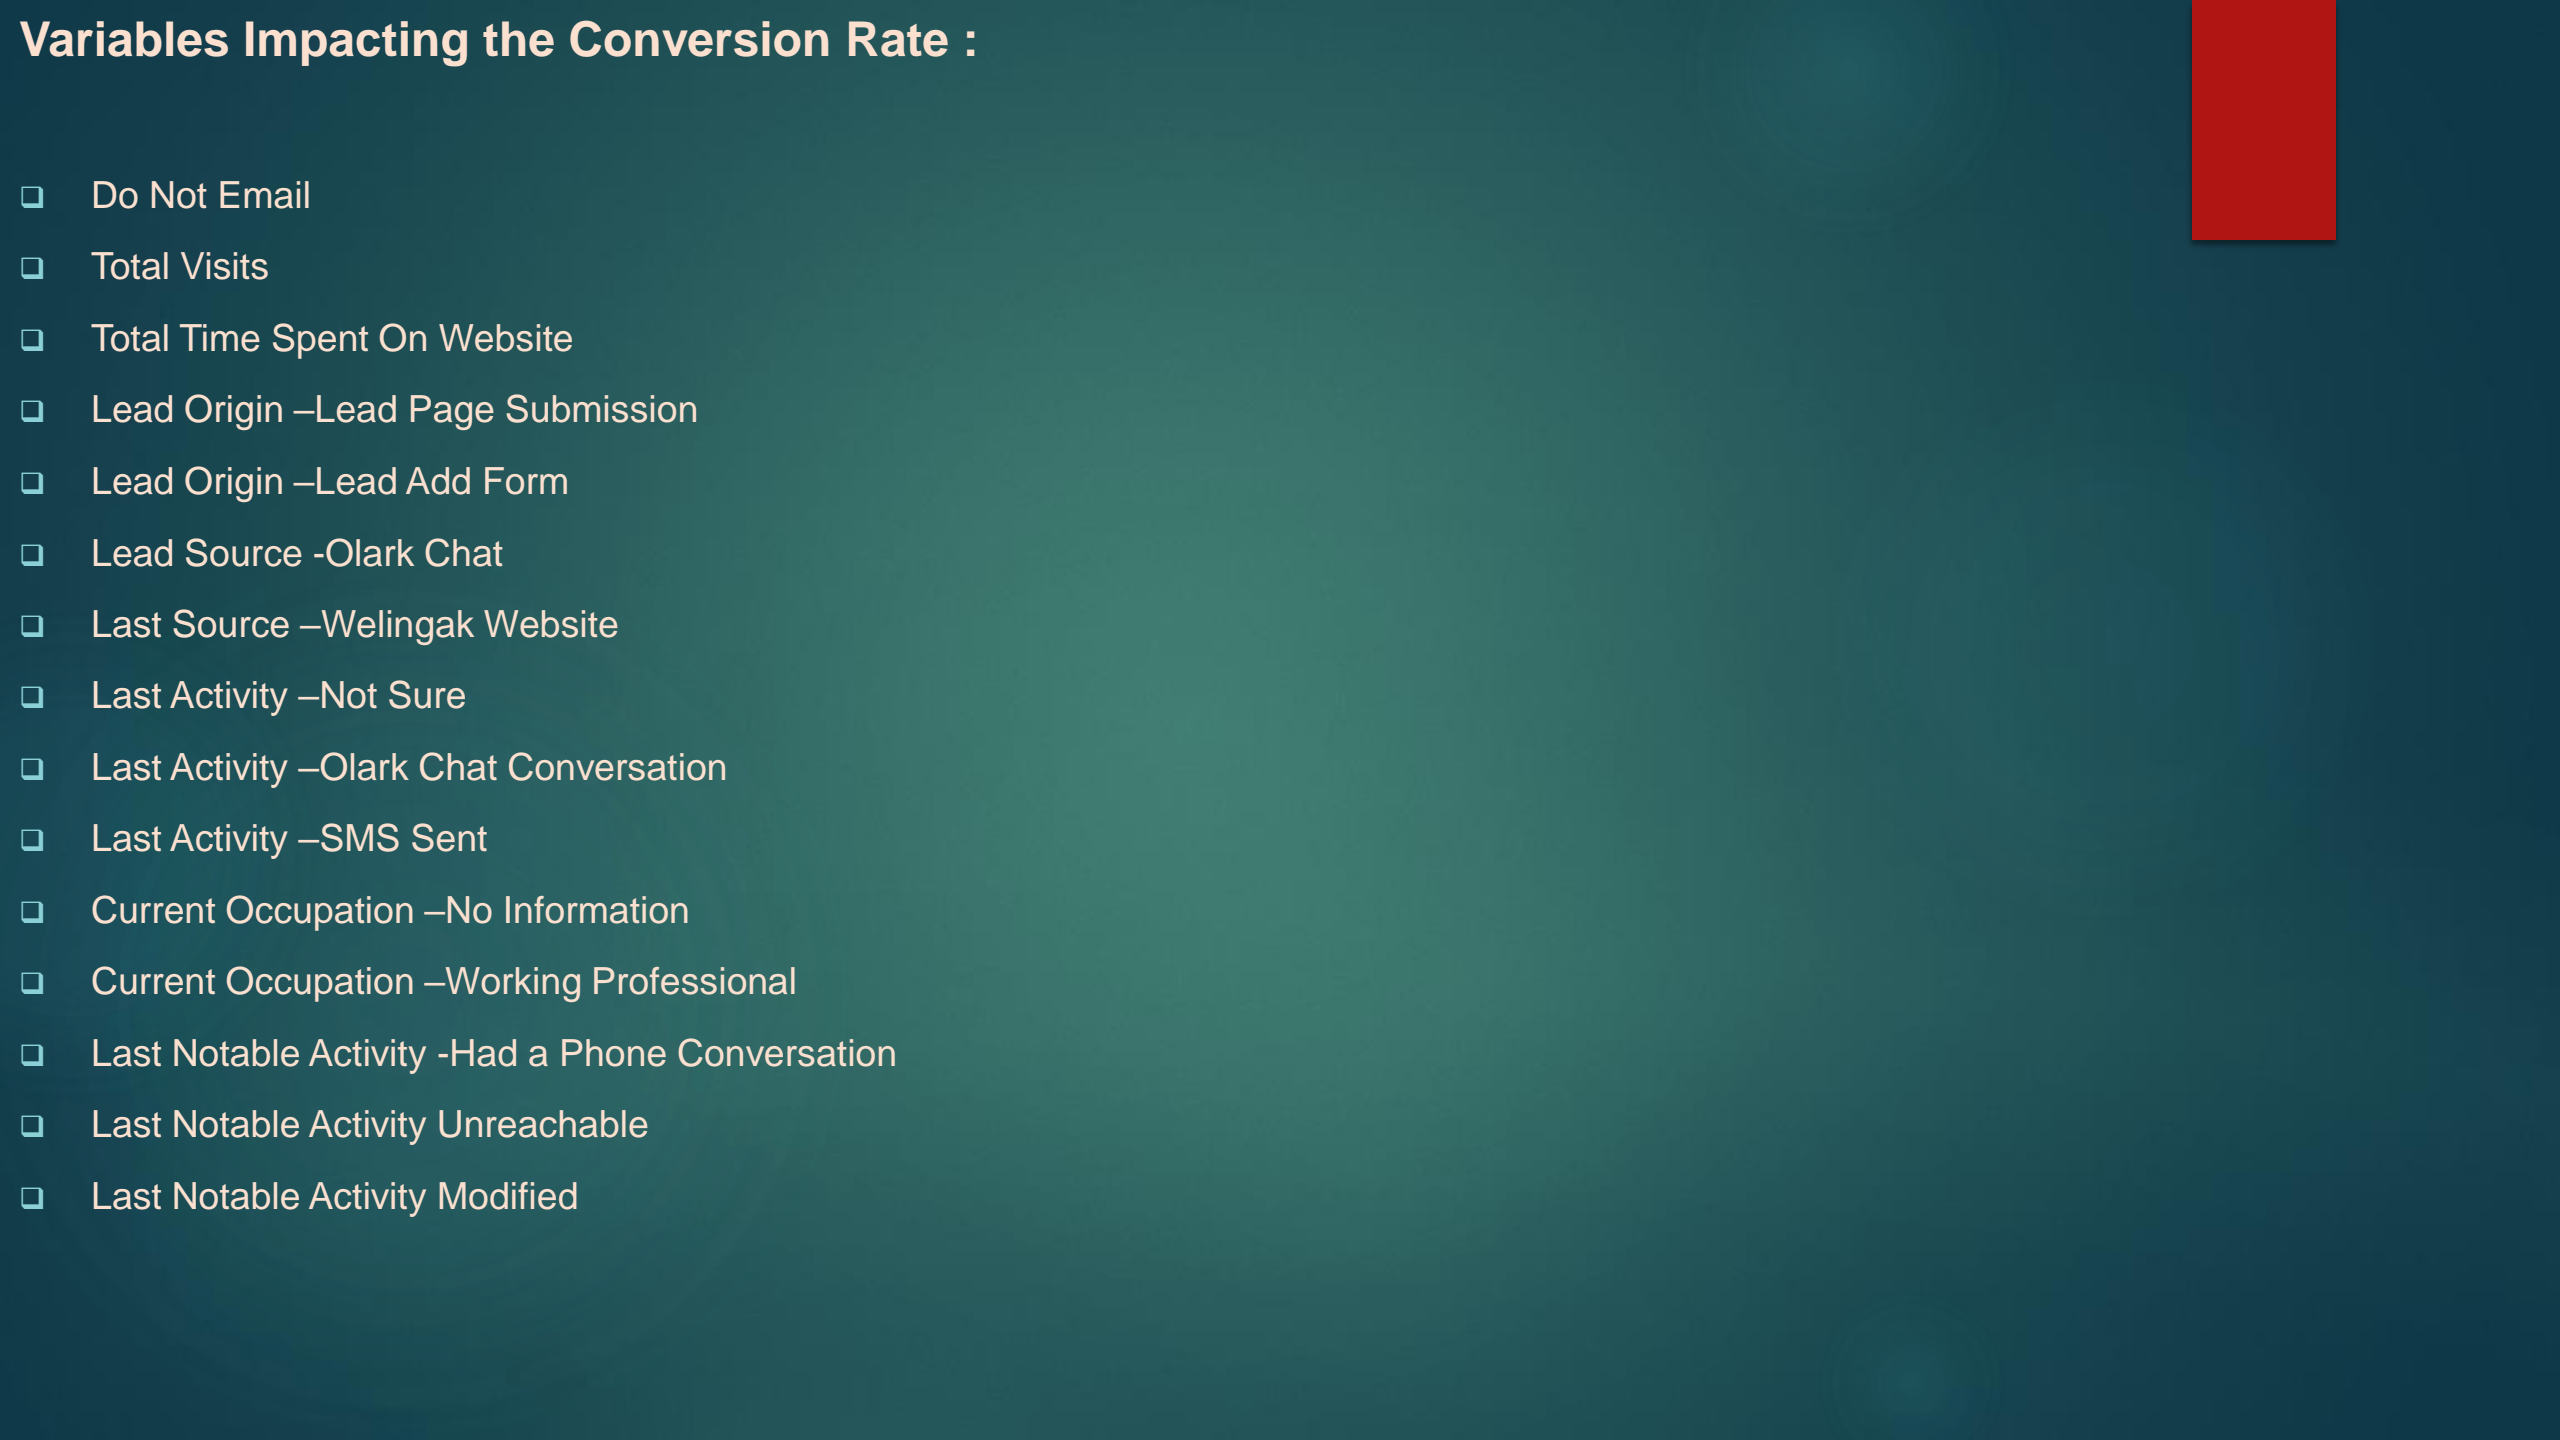 Variables Impacting the Conversion Rate :
❑ Do Not Email
❑ Total Visits
❑ Total Time Spent On Website
❑ Lead Origin –Lead Page Submission
❑ Lead Origin –Lead Add Form
❑ Lead Source -Olark Chat
❑ Last Source –Welingak Website
❑ Last Activity –Not Sure
❑ Last Activity –Olark Chat Conversation
❑ Last Activity –SMS Sent
❑ Current Occupation –No Information
❑ Current Occupation –Working Professional
❑ Last Notable Activity -Had a Phone Conversation
❑ Last Notable Activity Unreachable
❑ Last Notable Activity Modified